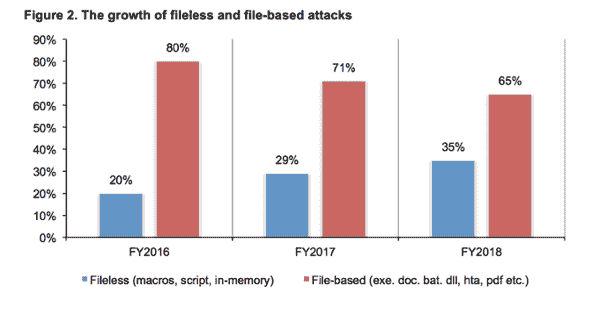 Figure 2. The growth of fileless and file-based attacks
90%
80%
70%
60%
50%
40%
30%
20%
10%
0%
20%
80%
29%
71%
35%
65%
FY2016
FY2017
FY2018
Fileless (macros, script, in-memory)
File-based (exe. doc. bat. dll, hta, pdf etc.)